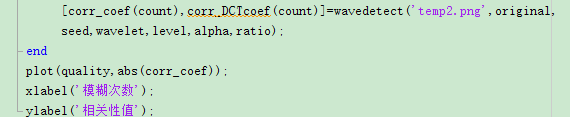 [corr_coef(count),corr_DCTcoef(count)]=wavedetect('temp2.png',original,
seed,wavelet,level,alpha,ratio);
end
plot(quality,abs(corr_coef));
xlabel('模糊次数');
ylabel('相关性值');